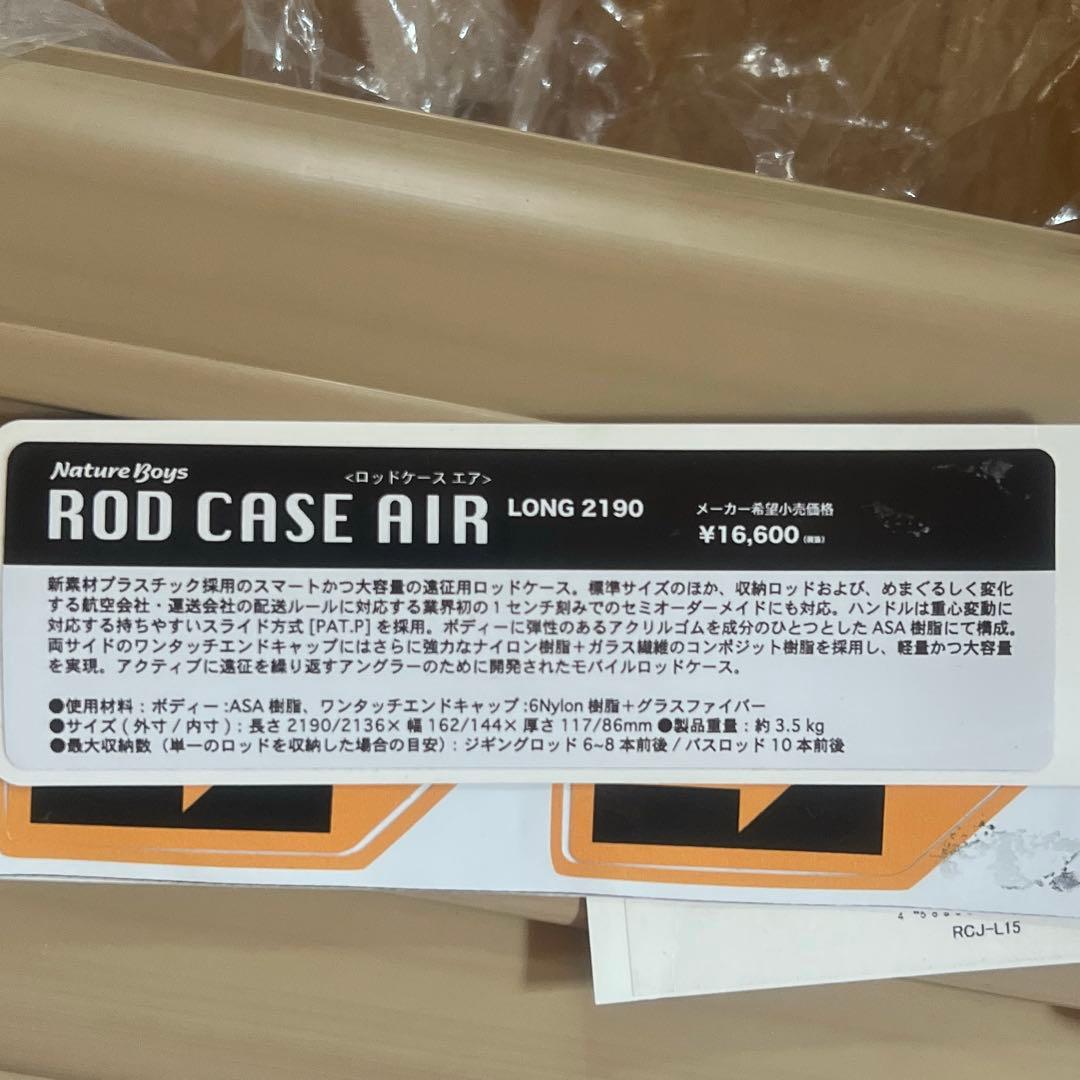 Nature Boys
<ロッドケース エア>
ROD CASE AIR LONG 2190
メーカー希望小売価格
¥16,600(税抜)
新素材プラスチック採用のスマートかつ大容量の遠征用ロッドケース。標準サイズのほか、収納ロッドおよび、めまぐるしく変化
する航空会社・運送会社の配送ルールに対応する業界初の1センチ刻みでのセミオーダーメイドにも対応。ハンドルは重心変動に
対応する持ちやすいスライド方式[PAT.P]を採用。ボディーに弾性のあるアクリルゴムを成分のひとつとしたASA樹脂にて構成。
両サイドのワンタッチエンドキャップにはさらに強力なナイロン樹脂+ガラス繊維のコンポジット樹脂を採用し、軽量かつ大容量
を実現。アクティブに遠征を繰り返すアングラーのために開発されたモバイルロッドケース。
●使用材料：ボディー:ASA樹脂、ワンタッチエンドキャップ:6Nylon樹脂+グラスファイバー
●サイズ(外寸/内寸)：長さ2190/2136×幅162/144×厚さ117/86mm ●製品重量：約3.5kg
●最大収納数（単一のロッドを収納した場合の目安）：ジギングロッド6~8本前後/バスロッド10本前後
RCJ-L15